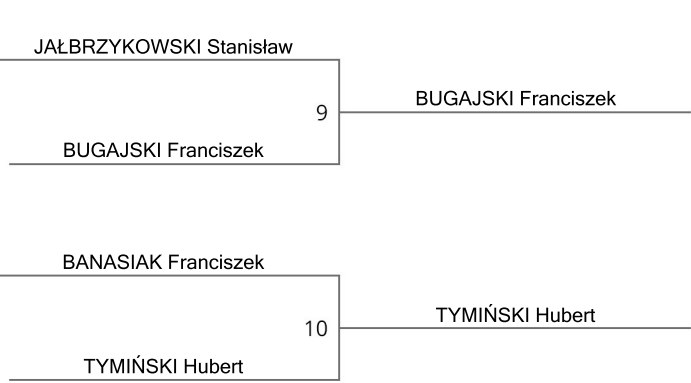 JAŁBRZYKOWSKI Stanisław
BUGAJSKI Franciszek
9
BUGAJSKI Franciszek
BANASIAK Franciszek
TYMIŃSKI Hubert
10
TYMIŃSKI Hubert